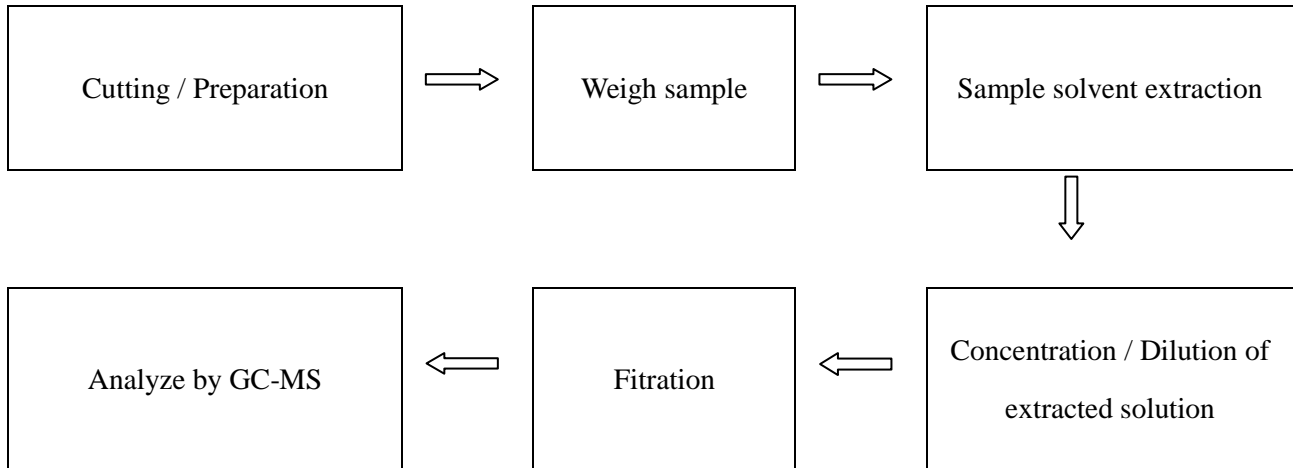 Cutting / Preparation
Weigh sample
Sample solvent extraction
Concentration / Dilution of
extracted solution
Fitration
Analyze by GC-MS